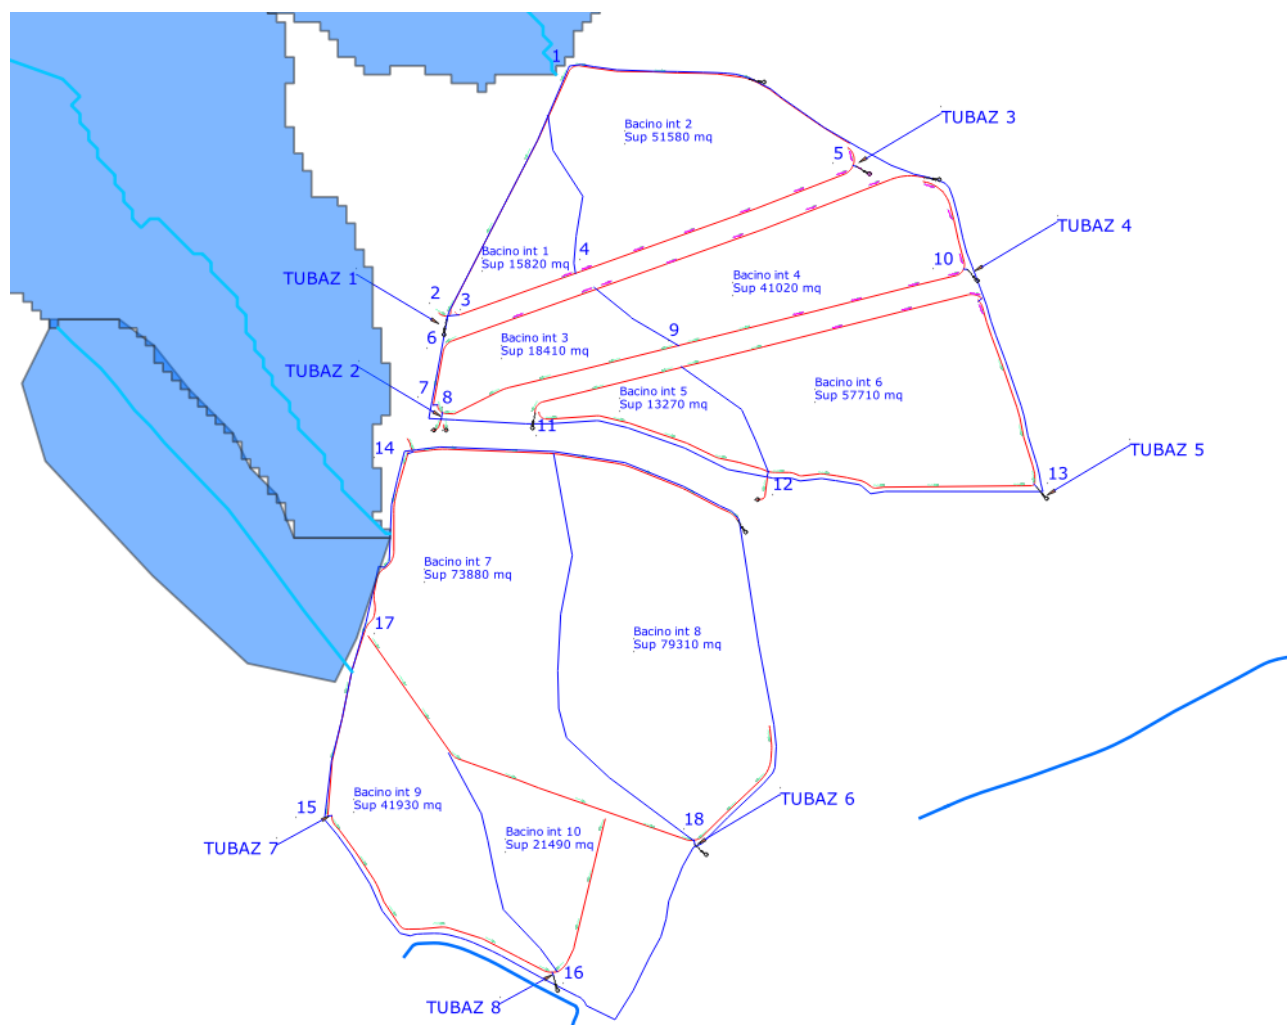 1
Bacino int 2
Sup 51580 mq
TUBAZ 3
5
TUBAZ 4
4
Bacino int 1
Sup 15820 mq
10
Bacino int 4
Sup 41020 mq
TUBAZ 1
2
3
6
Bacino int 3
Sup 18410 mq
9
TUBAZ 2
7
8
Bacino int 5
Sup 13270 mq
Bacino int 6
Sup 57710 mq
11
14
12
13
TUBAZ 5
Bacino int 7
Sup 73880 mq
17
Bacino int 8
Sup 79310 mq
Bacino int 9
Sup 41930 mq
15
TUBAZ 7
TUBAZ 6
18
Bacino int 10
Sup 21490 mq
16
TUBAZ 8